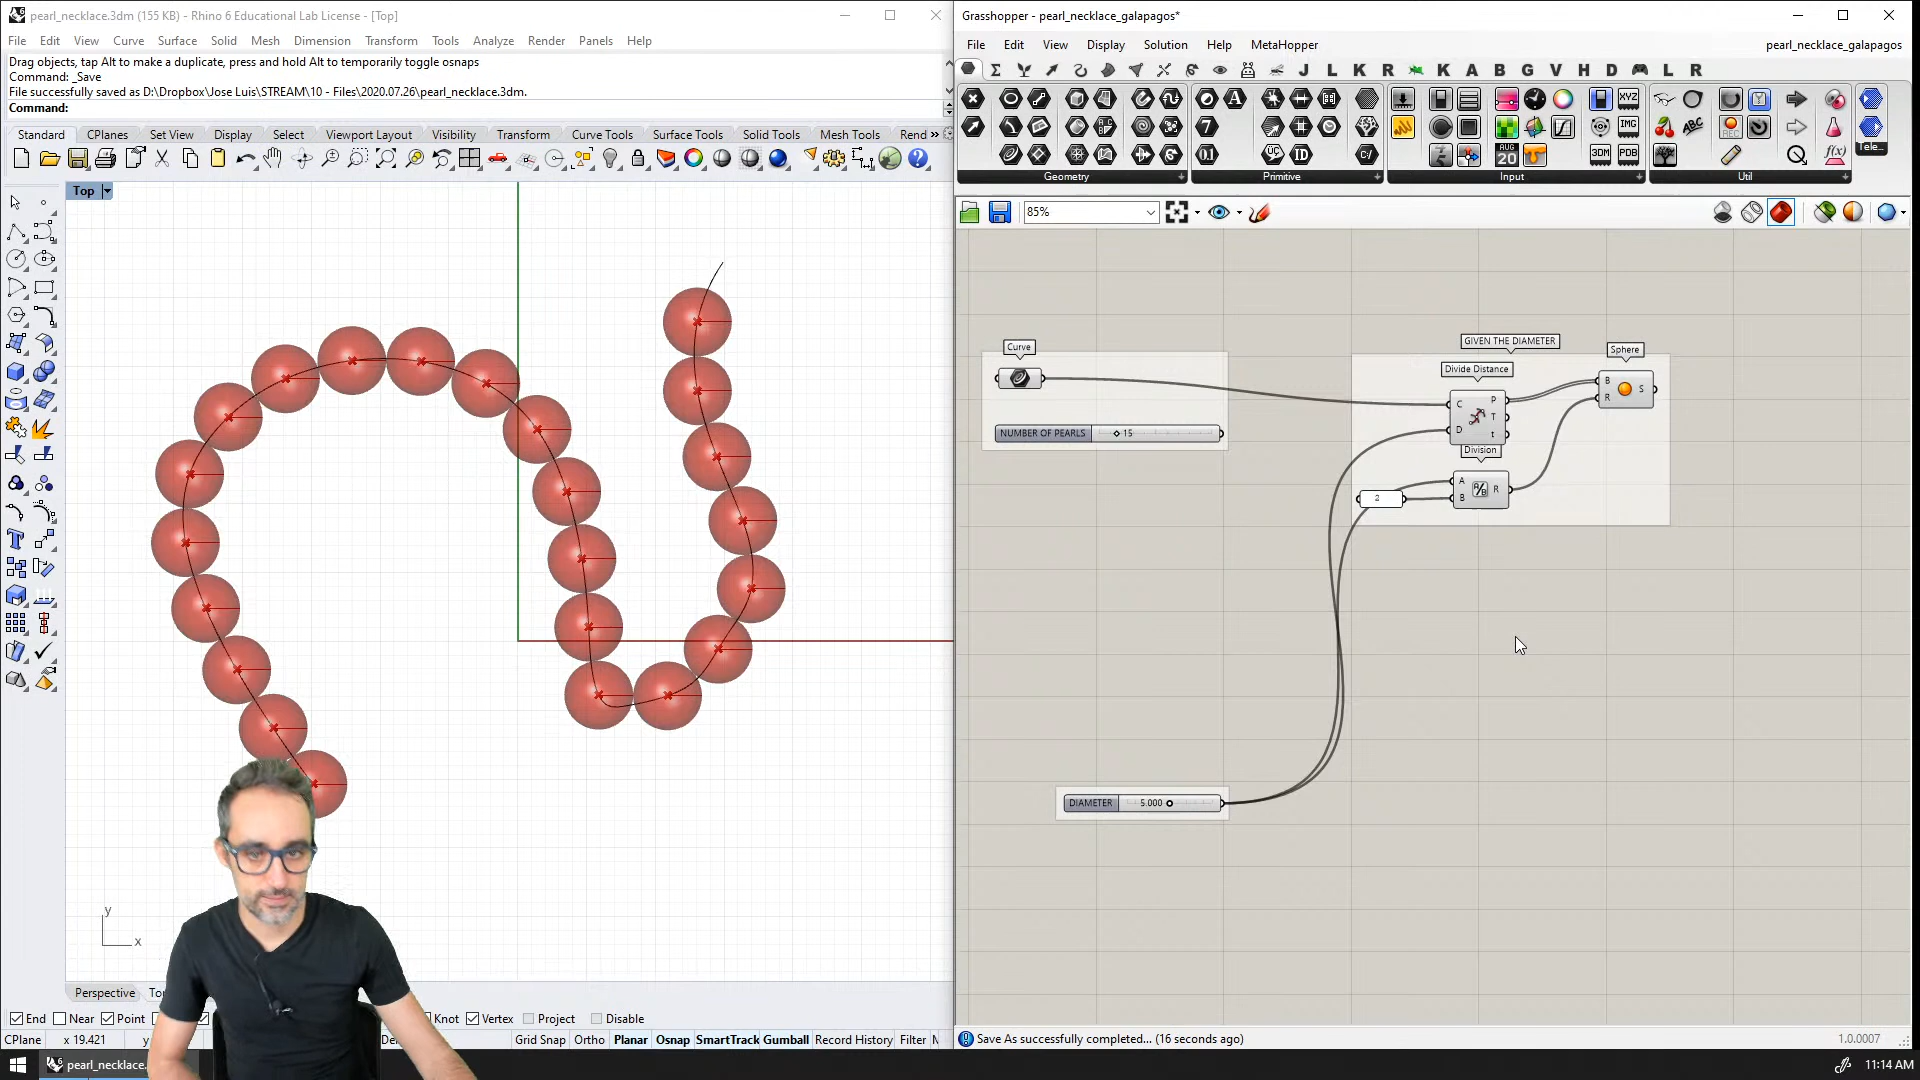 pearl_necklace.3dm (155 KB) - Rhino 6 Educational Lab License - [Top]
File Edit View Curve Surface Solid Mesh Dimension Transform Tools Analyze Render Panels Help
Drag objects, tap Alt to make a duplicate, press and hold Alt to temporarily toggle osnaps
Command: _Save
File successfully saved as D:\Dropbox\Jose Luis\STREAM\10 - Files\2020.07.26\pearl_necklace.3dm.
Command:
Standard CPlanes Set View Display Select Viewport Layout Visibility Transform Curve Tools Surface Tools Solid Tools Mesh Tools Rend »
Top
y
x
Perspective
End Near Point Knot Vertex Project Disable
CPlane x 19.421 y Grid Snap Ortho Planar Osnap SmartTrack Gumball Record History Filter
pearl_necklace.
Grasshopper - pearl_necklace_galapagos*
File Edit View Display Solution Help MetaHopper pearl_necklace_galapagos
J L K R K A B G V H D L R
Geometry Primitive Input Util
Tele...
85%
Curve
NUMBER OF PEARLS 15
GIVEN THE DIAMETER
Divide Distance
C D P T t
Sphere
B R S
Division
2
A B A/B R
DIAMETER 5.000
Save As successfully completed... (16 seconds ago)
1.0.0007
11:14 AM